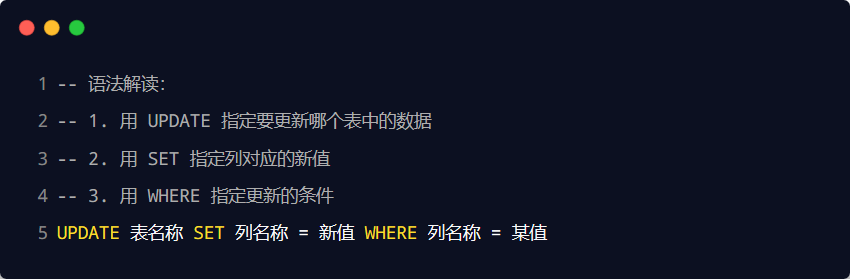 1 -- 语法解读:
2 -- 1. 用 UPDATE 指定要更新哪个表中的数据
3 -- 2. 用 SET 指定列对应的新值
4 -- 3. 用 WHERE 指定更新的条件
5 UPDATE 表名称 SET 列名称 = 新值 WHERE 列名称 = 某值